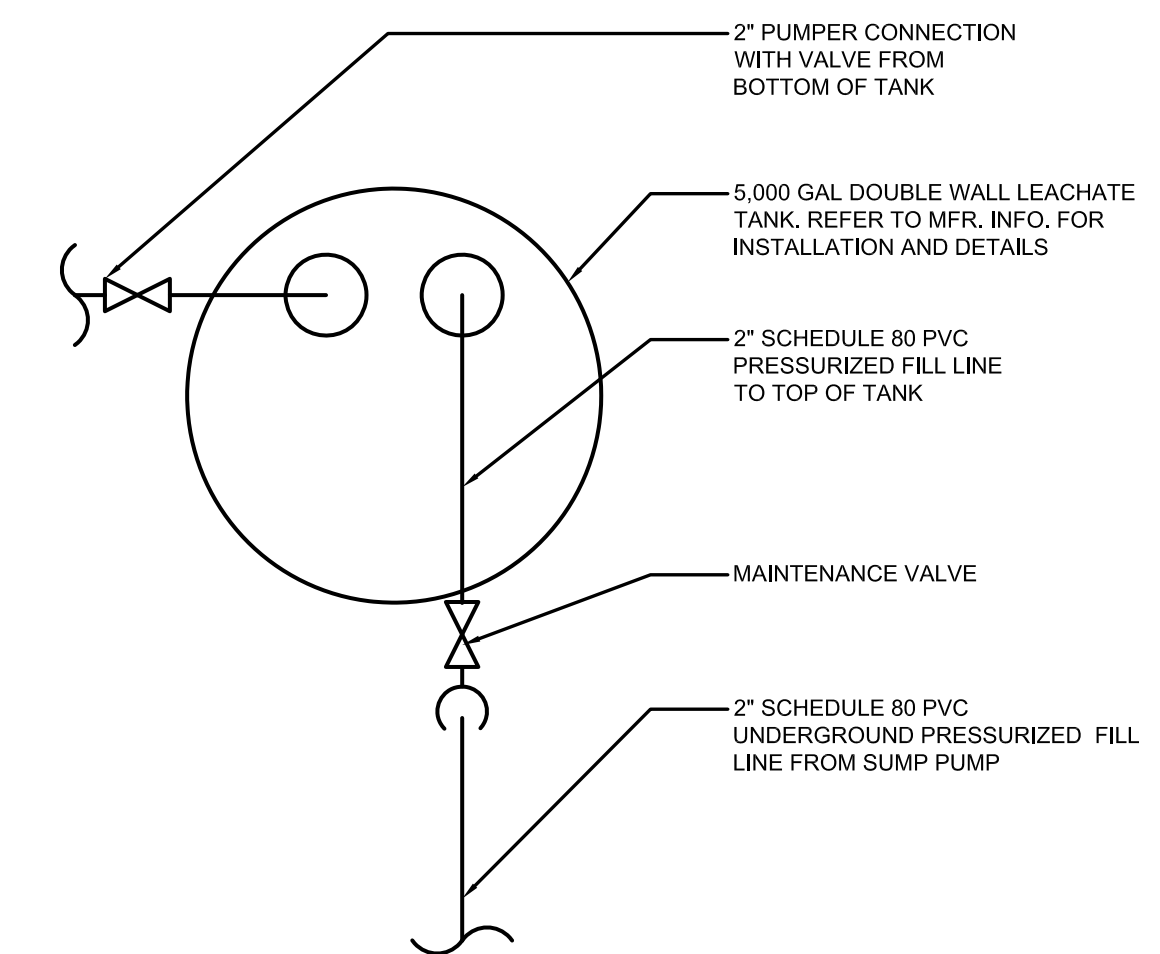 2" PUMPER CONNECTION
WITH VALVE FROM
BOTTOM OF TANK
5,000 GAL DOUBLE WALL LEACHATE
TANK. REFER TO MFR. INFO. FOR
INSTALLATION AND DETAILS
2" SCHEDULE 80 PVC
PRESSURIZED FILL LINE
TO TOP OF TANK
MAINTENANCE VALVE
2" SCHEDULE 80 PVC
UNDERGROUND PRESSURIZED FILL
LINE FROM SUMP PUMP